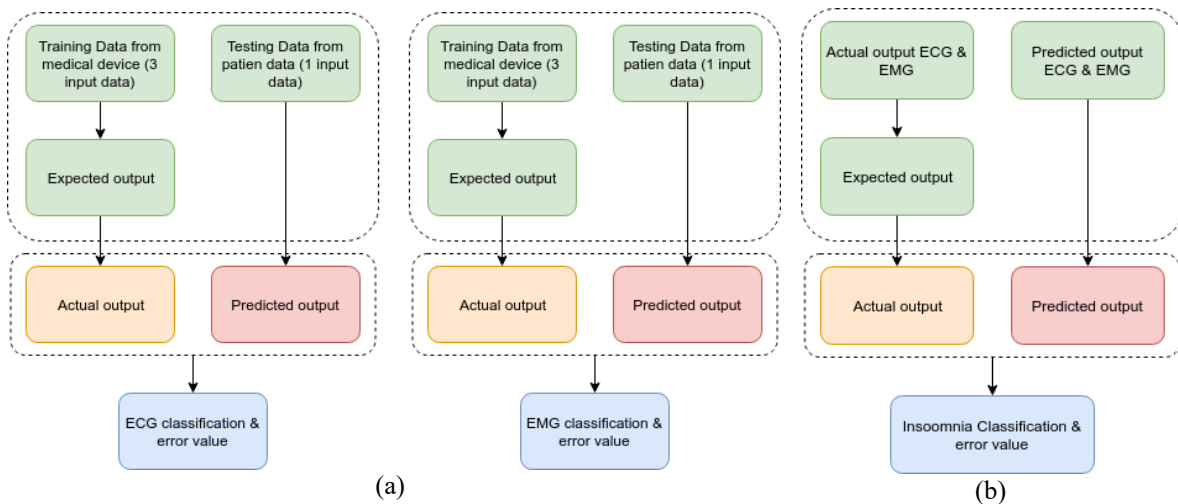 Training Data from
medical device (3
input data)
Testing Data from
patien data (1 input
data)
Expected output
Actual output
Predicted output
ECG classification &
error value
Training Data from
medical device (3
input data)
Testing Data from
patien data (1 input
data)
Expected output
Actual output
Predicted output
EMG classification &
error value
(a)
Actual output ECG &
EMG
Predicted output
ECG & EMG
Expected output
Actual output
Predicted output
Insoomnia Classification &
error value
(b)